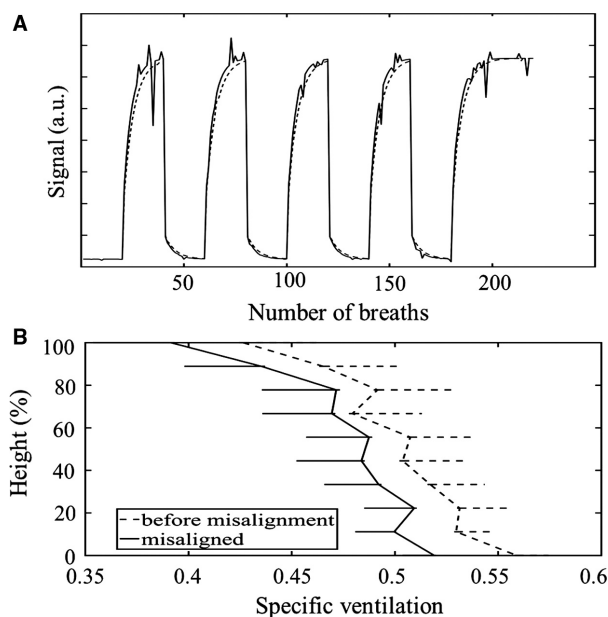 A
Signal (a.u.)
50 100 150 200
Number of breaths
B
100
80
60
40
20
0
Height (%)
before misalignment
misaligned
0.35 0.4 0.45 0.5 0.55 0.6
Specific ventilation